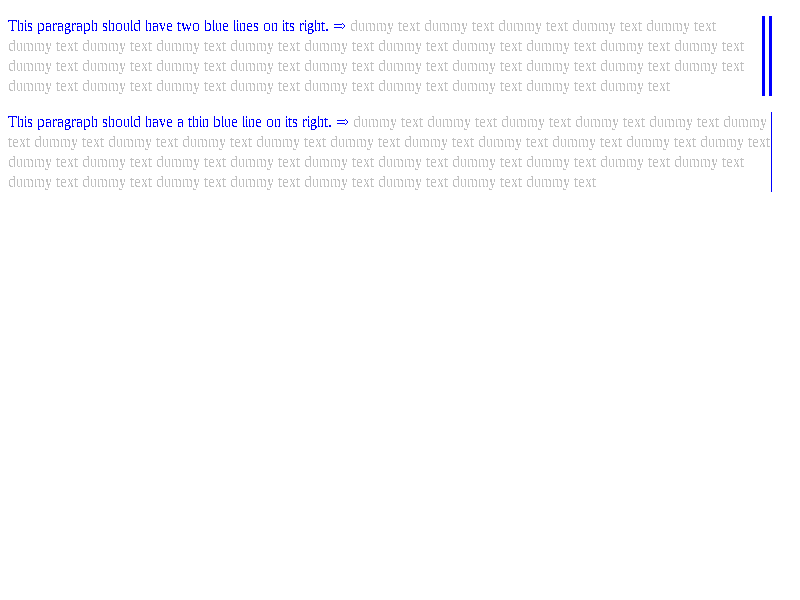 This paragraph should have two blue lines on its right. ⇒ dummy text dummy text dummy text dummy text dummy text
dummy text dummy text dummy text dummy text dummy text dummy text dummy text dummy text dummy text dummy text
dummy text dummy text dummy text dummy text dummy text dummy text dummy text dummy text dummy text dummy text
dummy text dummy text dummy text dummy text dummy text dummy text dummy text dummy text dummy text
This paragraph should have a thin blue line on its right. ⇒ dummy text dummy text dummy text dummy text dummy text dummy
text dummy text dummy text dummy text dummy text dummy text dummy text dummy text dummy text dummy text dummy text
dummy text dummy text dummy text dummy text dummy text dummy text dummy text dummy text dummy text dummy text
dummy text dummy text dummy text dummy text dummy text dummy text dummy text dummy text